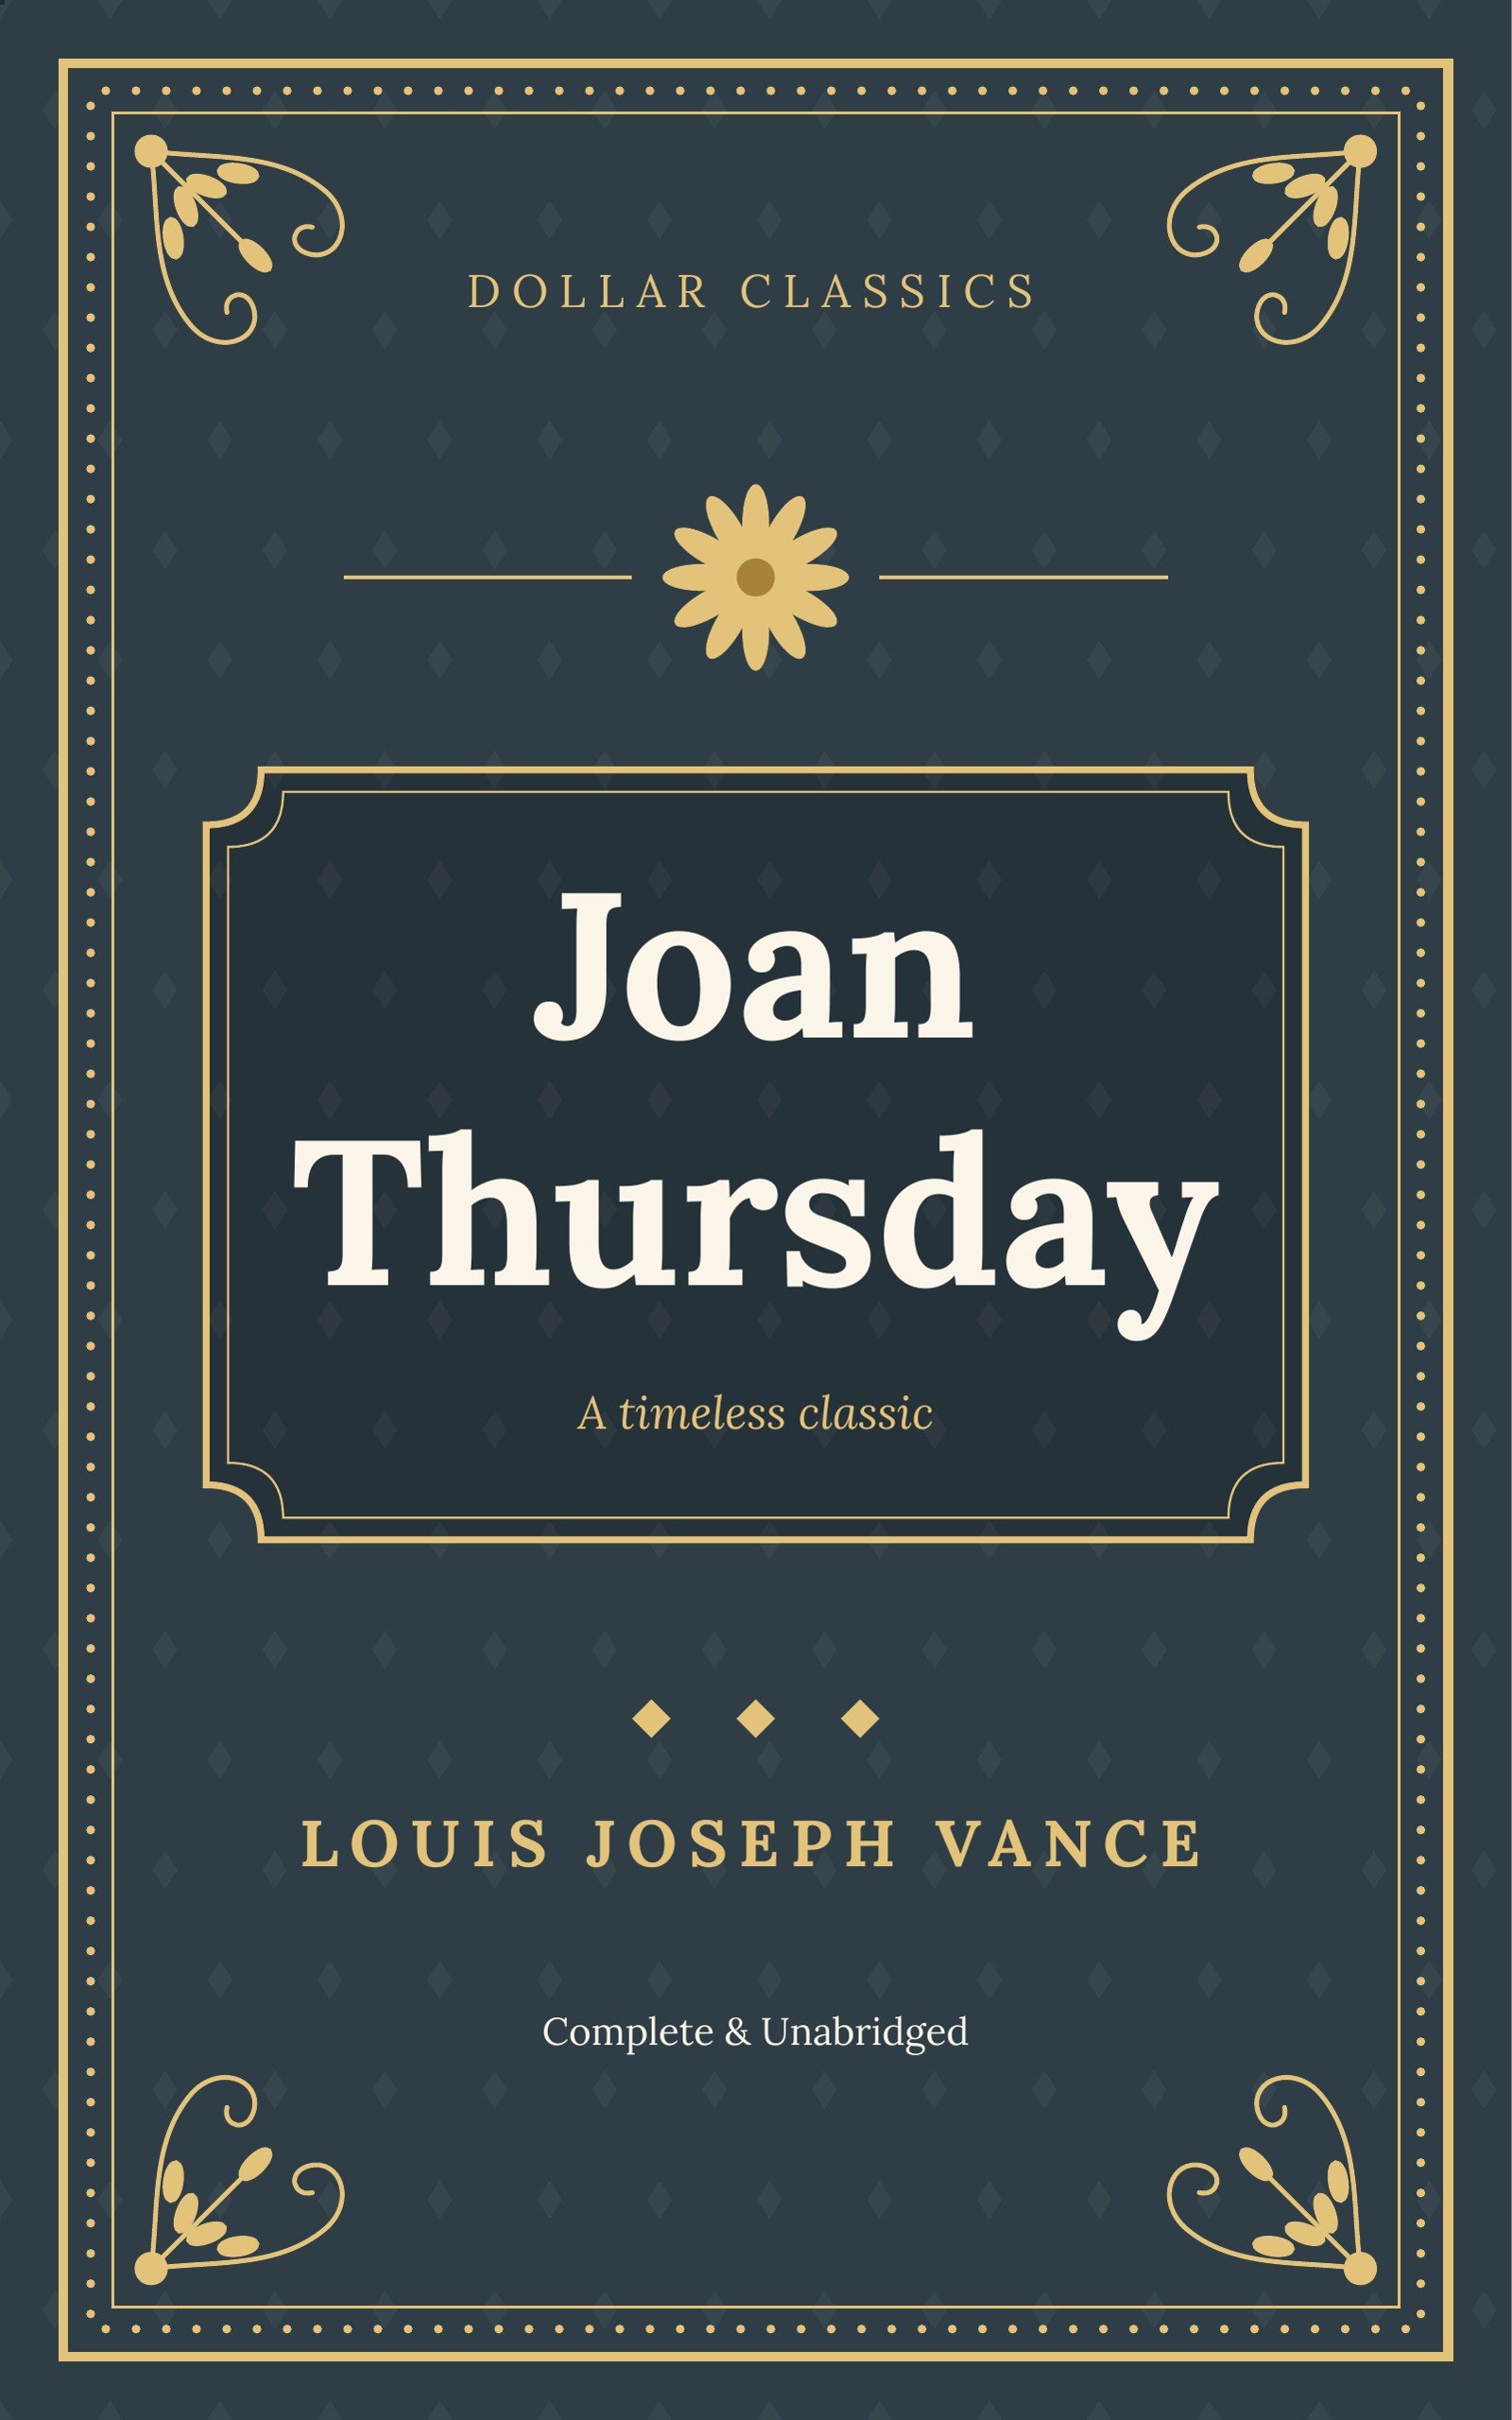 DOLLAR CLASSICS
Joan
Thursday
A timeless classic
LOUIS JOSEPH VANCE
Complete & Unabridged